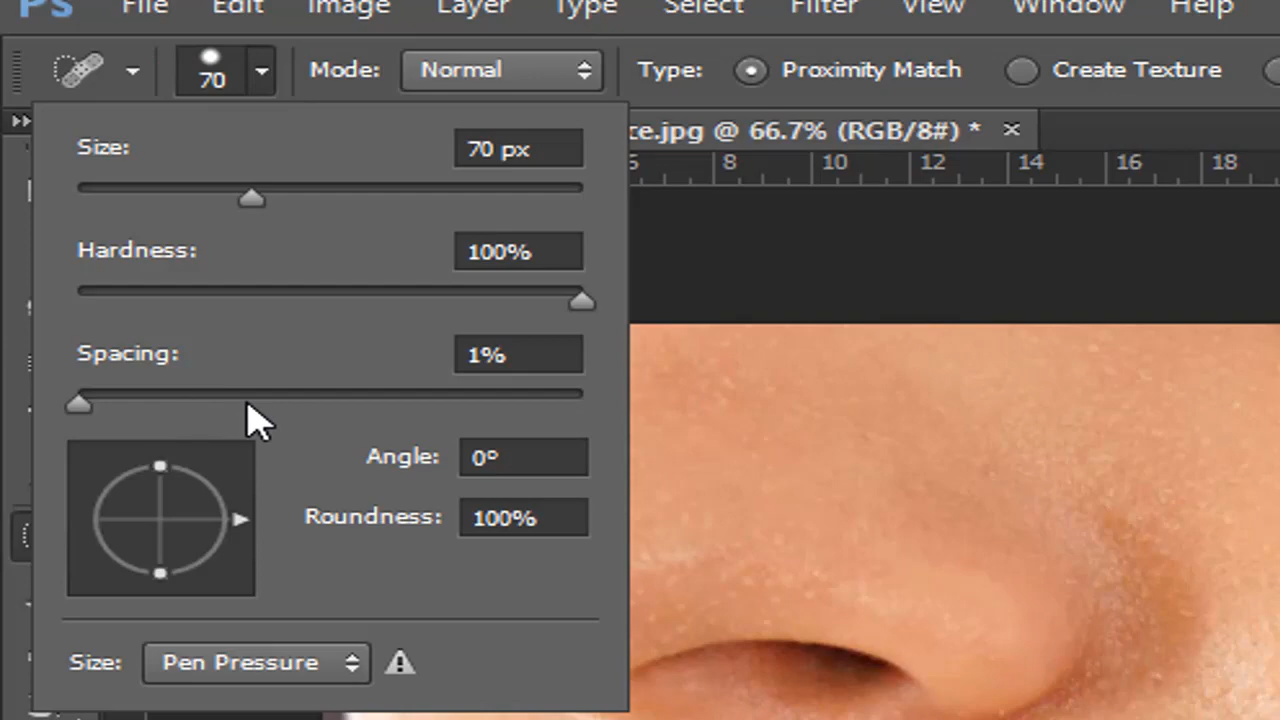 Ps File Edit Image Layer Type Select Filter View Window Help
70 Mode: Normal Type: Proximity Match Create Texture
Size: 70 px
ce.jpg @ 66.7% (RGB/8#) * ×
8 10 12 14 16 18
Hardness: 100%
Spacing: 1%
Angle: 0º
Roundness: 100%
Size: Pen Pressure